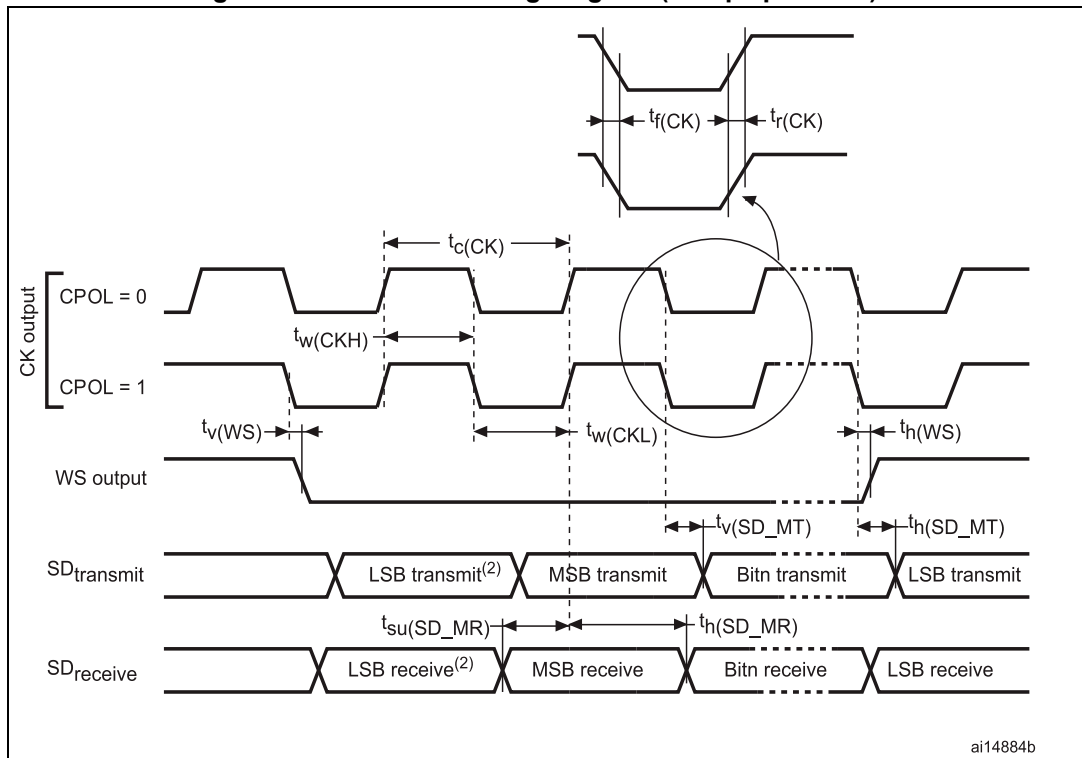 tf(CK)
tr(CK)
tc(CK)
CK output
CPOL = 0
tw(CKH)
CPOL = 1
tv(WS)
tw(CKL)
th(WS)
WS output
tv(SD_MT)
th(SD_MT)
SDtransmit
LSB transmit(2)
MSB transmit
Bitn transmit
LSB transmit
tsu(SD_MR)
th(SD_MR)
SDreceive
LSB receive(2)
MSB receive
Bitn receive
LSB receive
ai14884b